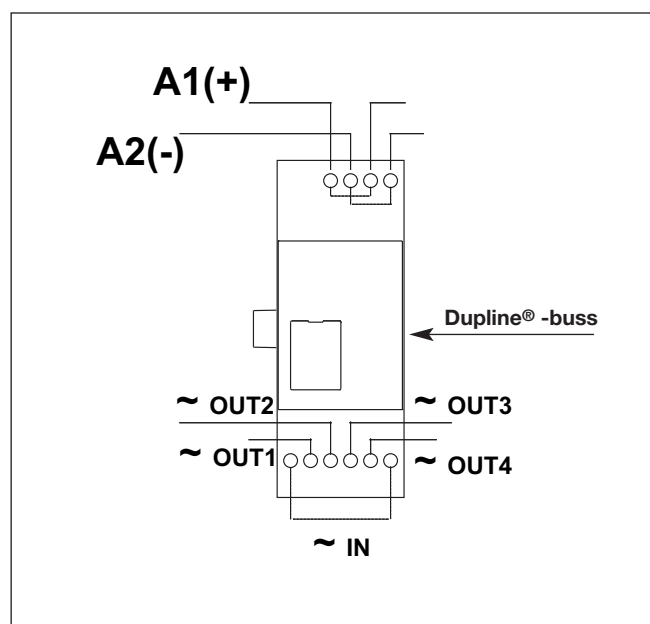 A1(+)
A2(-)
Dupline® -buss
~ OUT2
~ OUT3
~ OUT1
~ OUT4
~ IN